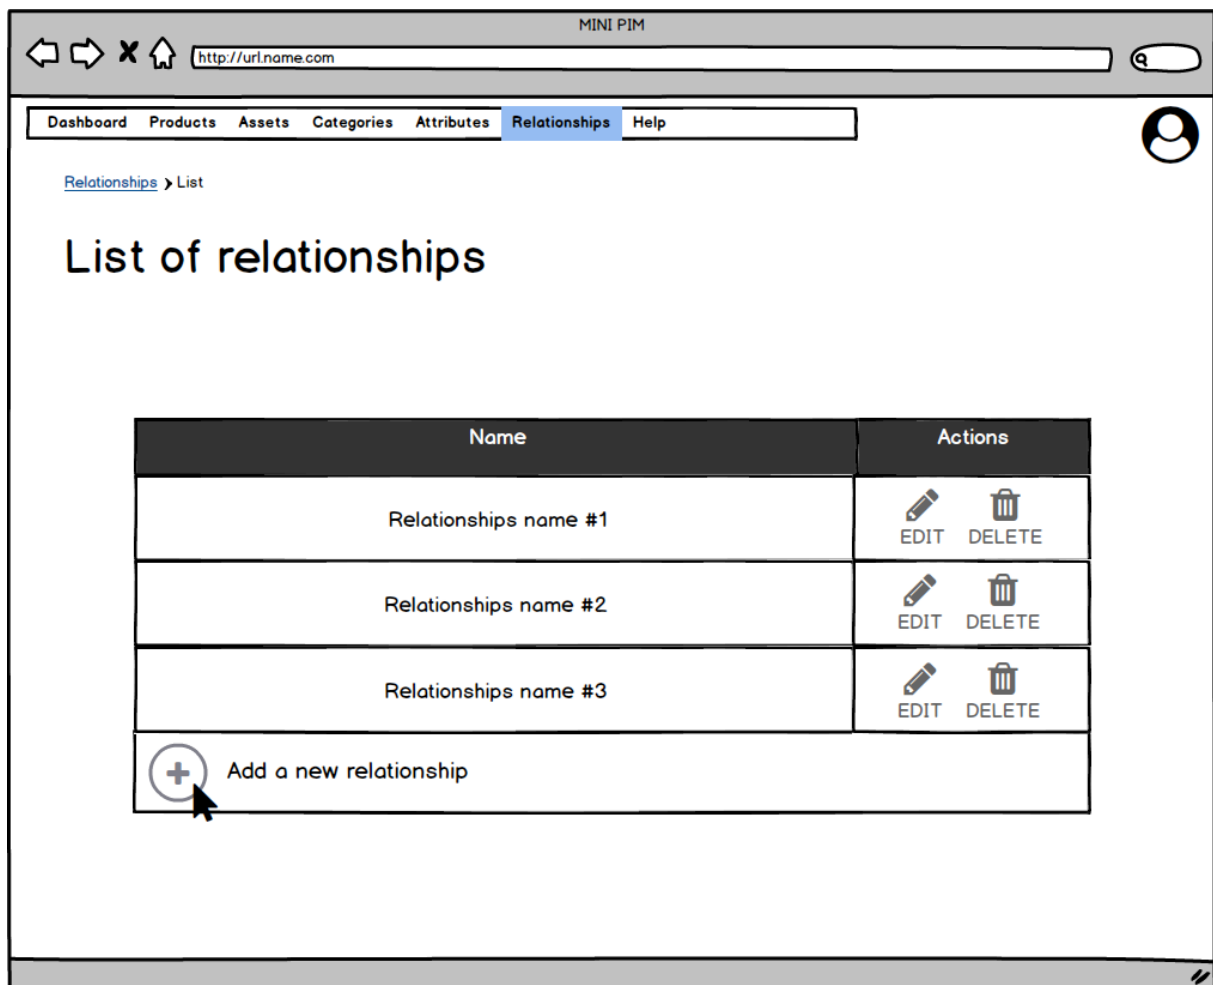 MINI PIM
http://url.name.com
Dashboard Products Assets Categories Attributes Relationships Help
Relationships > List
List of relationships
Name Actions
Relationships name #1
EDIT DELETE
Relationships name #2
EDIT DELETE
Relationships name #3
EDIT DELETE
Add a new relationship